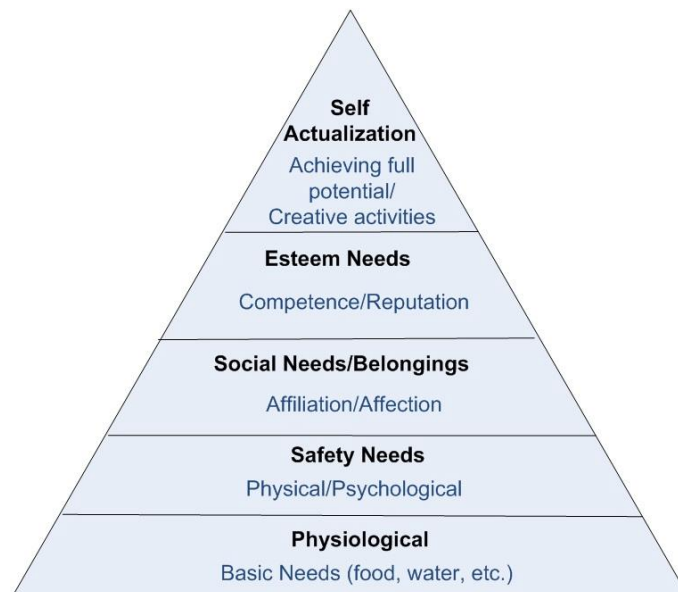 Self
Actualization
Achieving full
potential/
Creative activities
Esteem Needs
Competence/Reputation
Social Needs/Belongings
Affiliation/Affection
Safety Needs
Physical/Psychological
Physiological
Basic Needs (food, water, etc.)